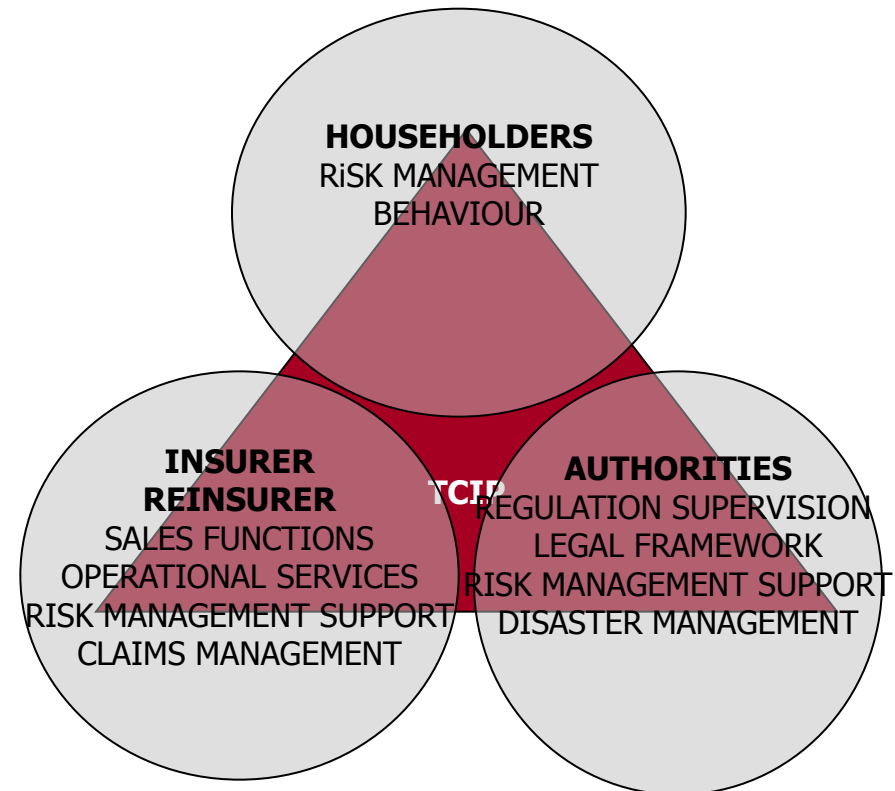 HOUSEHOLDERS
RiSK MANAGEMENT
BEHAVIOUR
INSURER
REINSURER
SALES FUNCTIONS
OPERATIONAL SERVICES
RISK MANAGEMENT SUPPORT
CLAIMS MANAGEMENT
TCIP
AUTHORITIES
REGULATION SUPERVISION
LEGAL FRAMEWORK
RISK MANAGEMENT SUPPORT
DISASTER MANAGEMENT